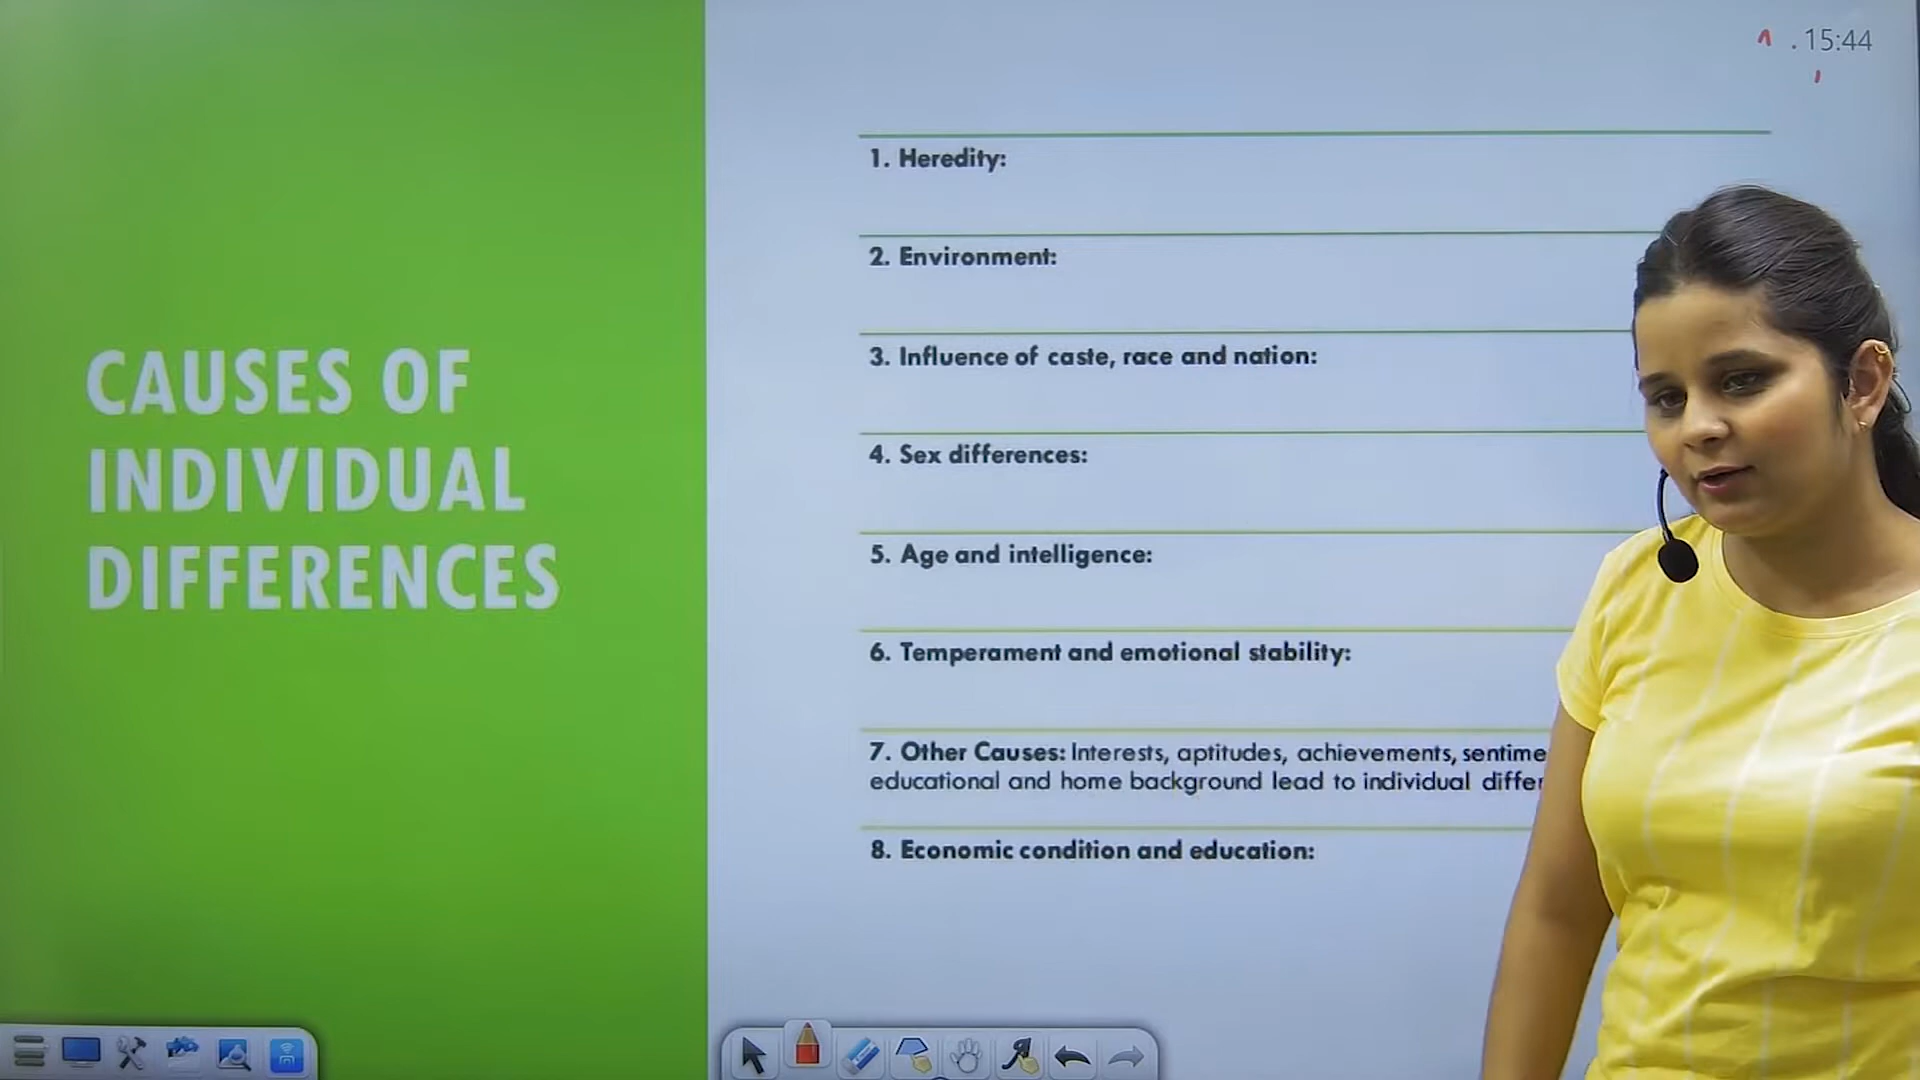 . 15:44
CAUSES OF
INDIVIDUAL
DIFFERENCES
1. Heredity:
2. Environment:
3. Influence of caste, race and nation:
4. Sex differences:
5. Age and intelligence:
6. Temperament and emotional stability:
7. Other Causes: Interests, aptitudes, achievements,
educational and home background lead to individual
8. Economic condition and education: